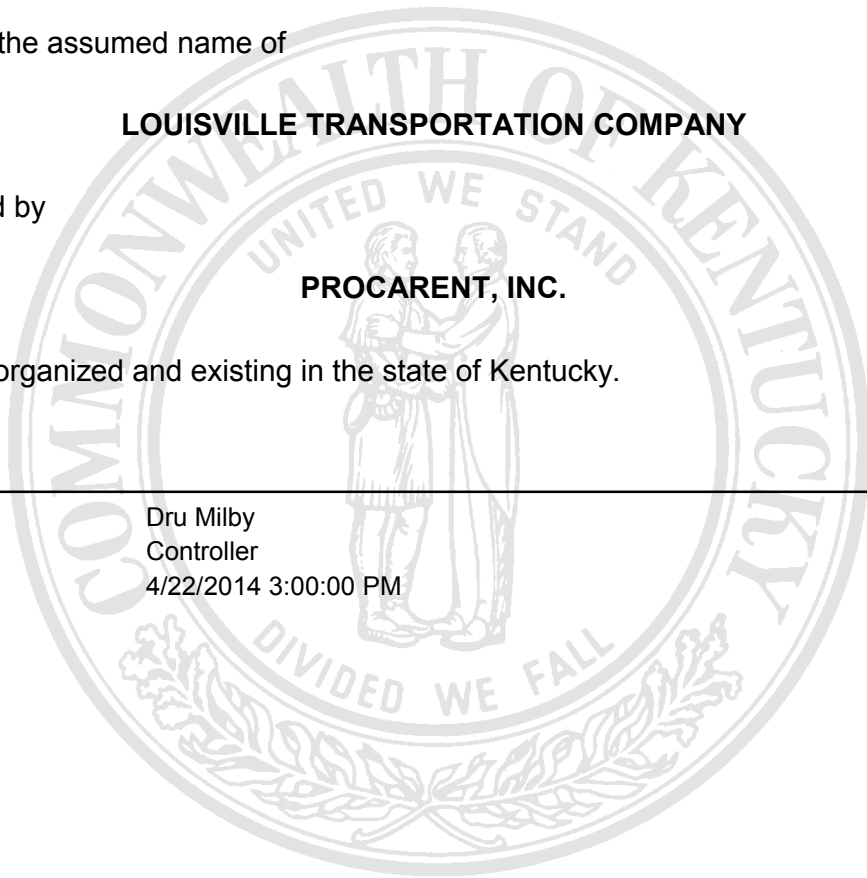 the assumed name of
LOUISVILLE TRANSPORTATION COMPANY
d by
PROCARENT, INC.
organized and existing in the state of Kentucky.
Dru Milby
Controller
4/22/2014 3:00:00 PM
COMMONWEALTH OF KENTUCKY
UNITED WE STAND
DIVIDED WE FALL